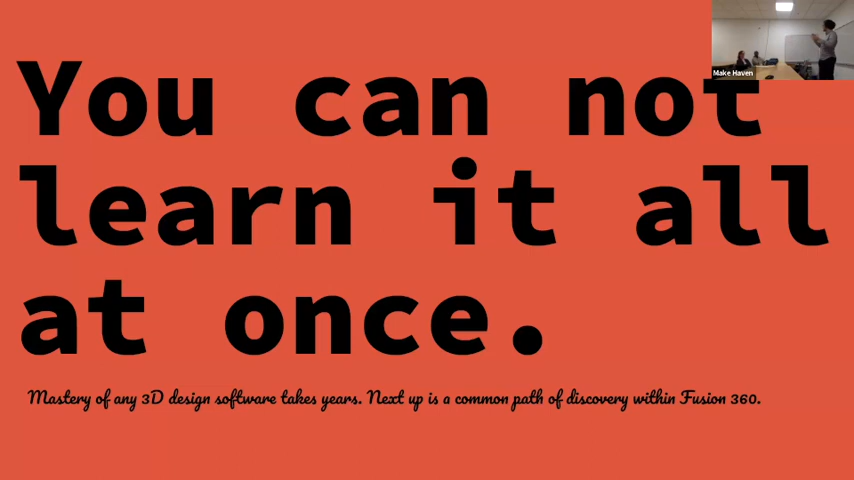 You can not
learn it all
at once.
Mastery of any 3D design software takes years. Next up is a common path of discovery within Fusion 360.
Make Haven